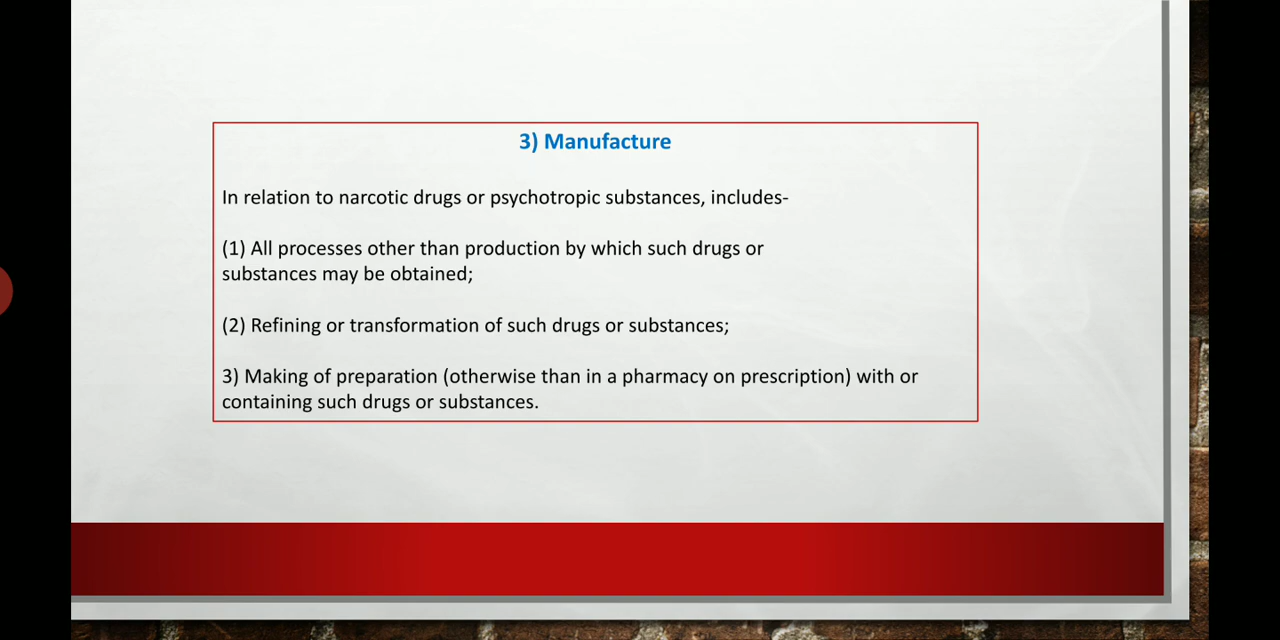 3) Manufacture
In relation to narcotic drugs or psychotropic substances, includes-
(1) All processes other than production by which such drugs or
substances may be obtained;
(2) Refining or transformation of such drugs or substances;
3) Making of preparation (otherwise than in a pharmacy on prescription) with or
containing such drugs or substances.